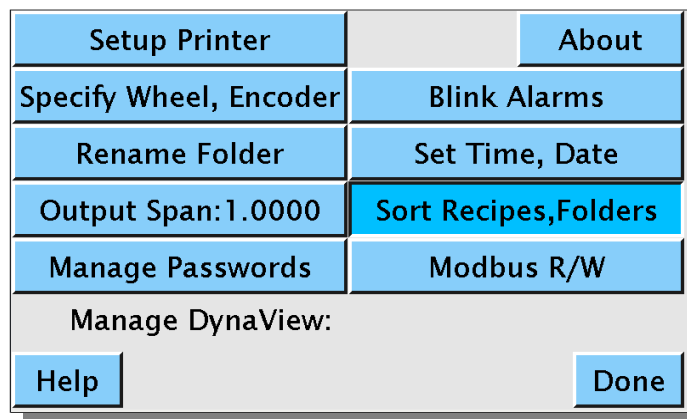 Setup Printer
About
Specify Wheel, Encoder
Blink Alarms
Rename Folder
Set Time, Date
Output Span:1.0000
Sort Recipes,Folders
Manage Passwords
Modbus R/W
Manage DynaView:
Help
Done